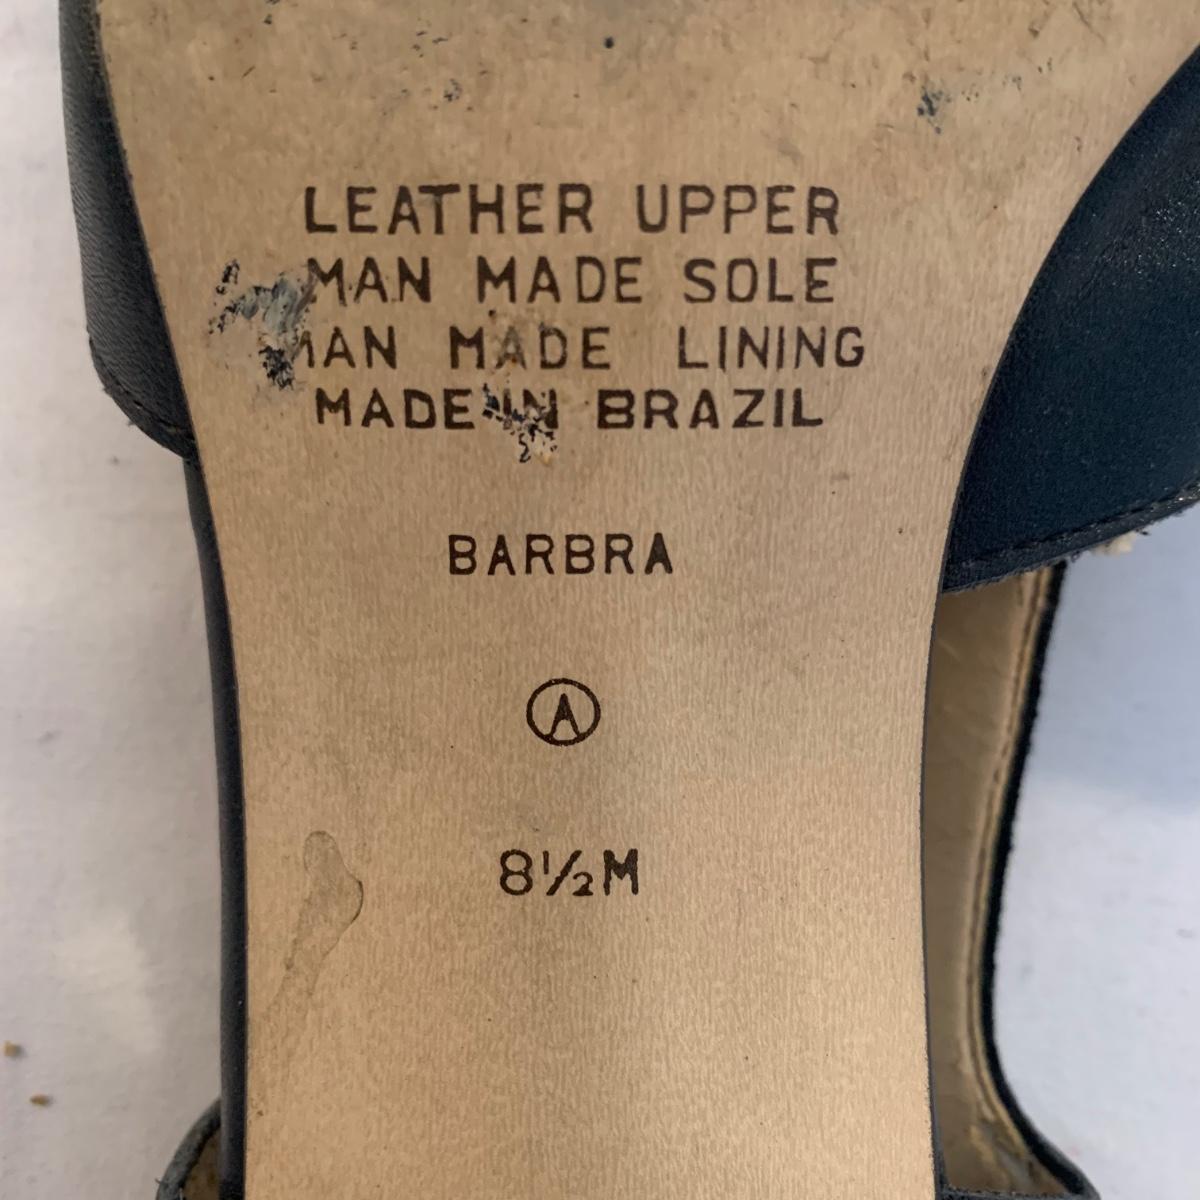 LEATHER UPPER
MAN MADE SOLE
MAN MADE LINING
MADE IN BRAZIL
BARBRA
A
8½M